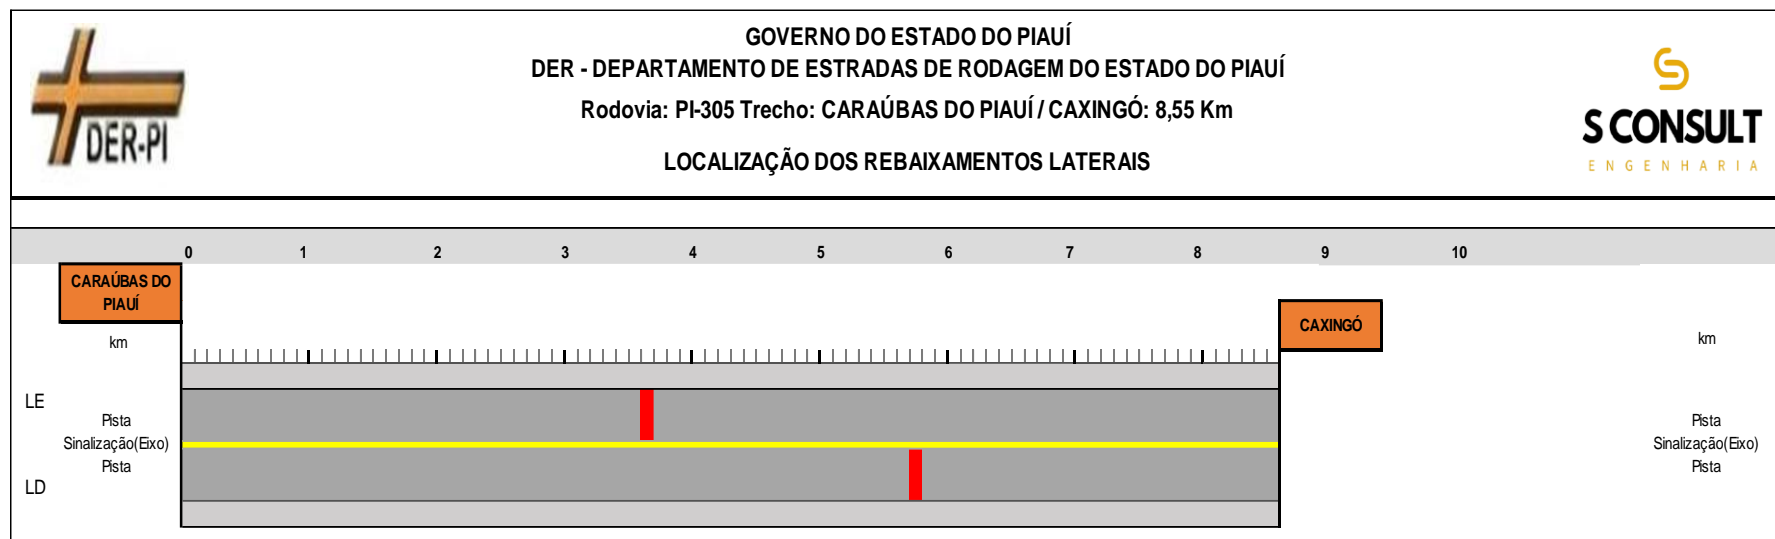 GOVERNO DO ESTADO DO PIAUÍ
DER - DEPARTAMENTO DE ESTRADAS DE RODAGEM DO ESTADO DO PIAUÍ
Rodovia: PI-305 Trecho: CARAÚBAS DO PIAUÍ / CAXINGÓ: 8,55 Km
LOCALIZAÇÃO DOS REBAIXAMENTOS LATERAIS
DER-PI
S CONSULT
ENGENHARIA
0 1 2 3 4 5 6 7 8 9 10
CARAÚBAS DO
PIAUÍ
CAXINGÓ
km km
LE
Pista Pista
Sinalização(Eixo) Sinalização(Eixo)
Pista Pista
LD